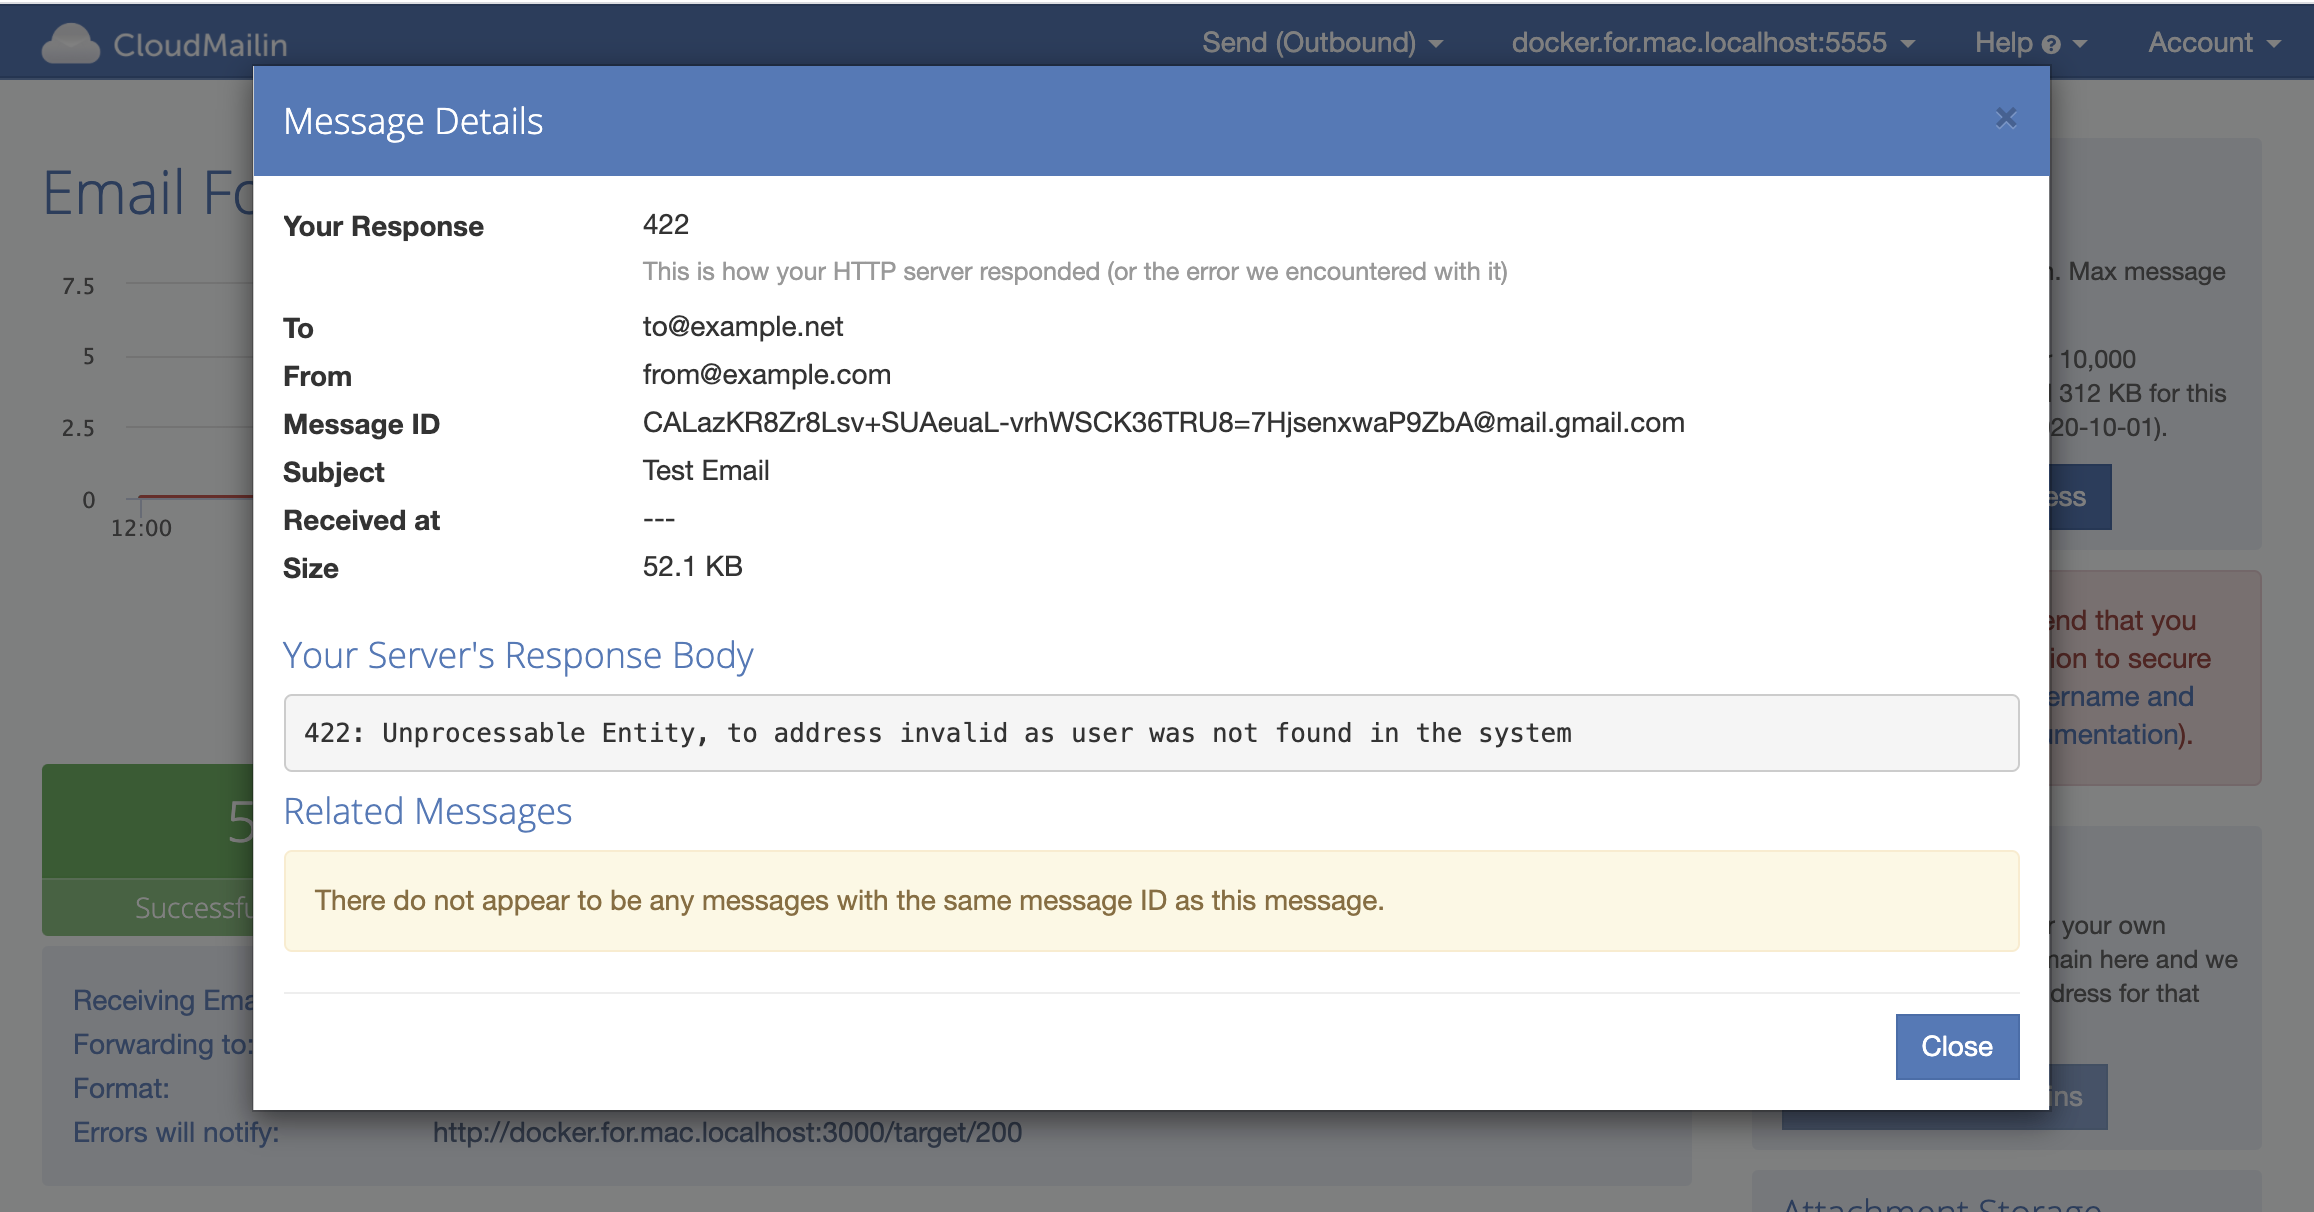 CloudMailin
Send (Outbound)
docker.for.mac.localhost:5555
Help
Account
Message Details
×
Email Fo
7.5
5
2.5
0
12:00
Your Response 422
This is how your HTTP server responded (or the error we encountered with it)
To to@example.net
From from@example.com
Message ID CALazKR8Zr8Lsv+SUAeuaL-vrhWSCK36TRU8=7HjsenxwaP9ZbA@mail.gmail.com
Subject Test Email
Received at ---
Size 52.1 KB
Your Server's Response Body
422: Unprocessable Entity, to address invalid as user was not found in the system
Related Messages
There do not appear to be any messages with the same message ID as this message.
Close
5
Successfu
Receiving Ema
Forwarding to:
Format:
Errors will notify: http://docker.for.mac.localhost:3000/target/200
. Max message
10,000
312 KB for this
20-10-01).
ess
end that you
ion to secure
ername and
umentation).
r your own
main here and we
dress for that
ins
Attachment Storage